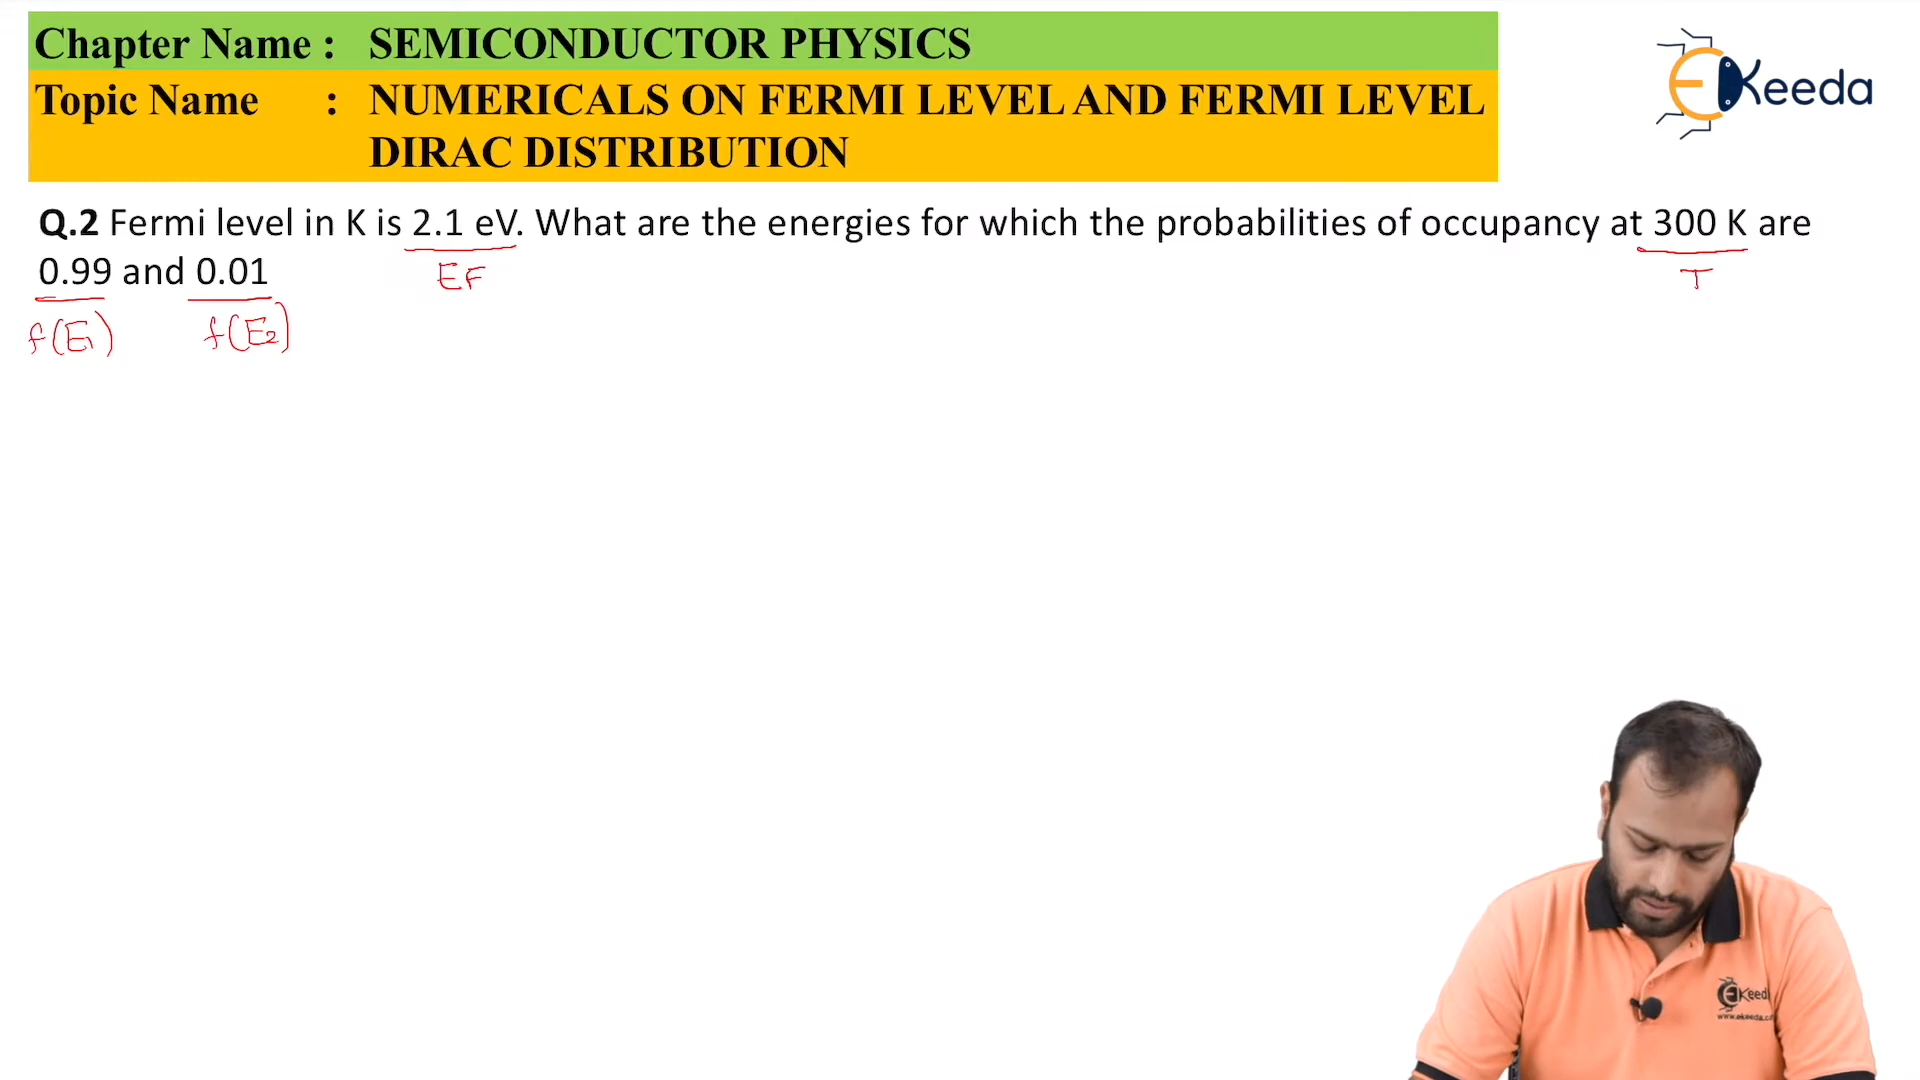 Chapter Name : SEMICONDUCTOR PHYSICS
Topic Name : NUMERICALS ON FERMI LEVEL AND FERMI LEVEL
DIRAC DISTRIBUTION
EKeeda
Q.2 Fermi level in K is 2.1 eV. What are the energies for which the probabilities of occupancy at 300 K are
0.99 and 0.01
EF
T
f(E1) f(E2)